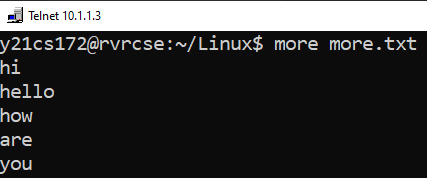 Telnet 10.1.1.3
y21cs172@rvrcse:~/Linux$ more more.txt
hi
hello
how
are
you